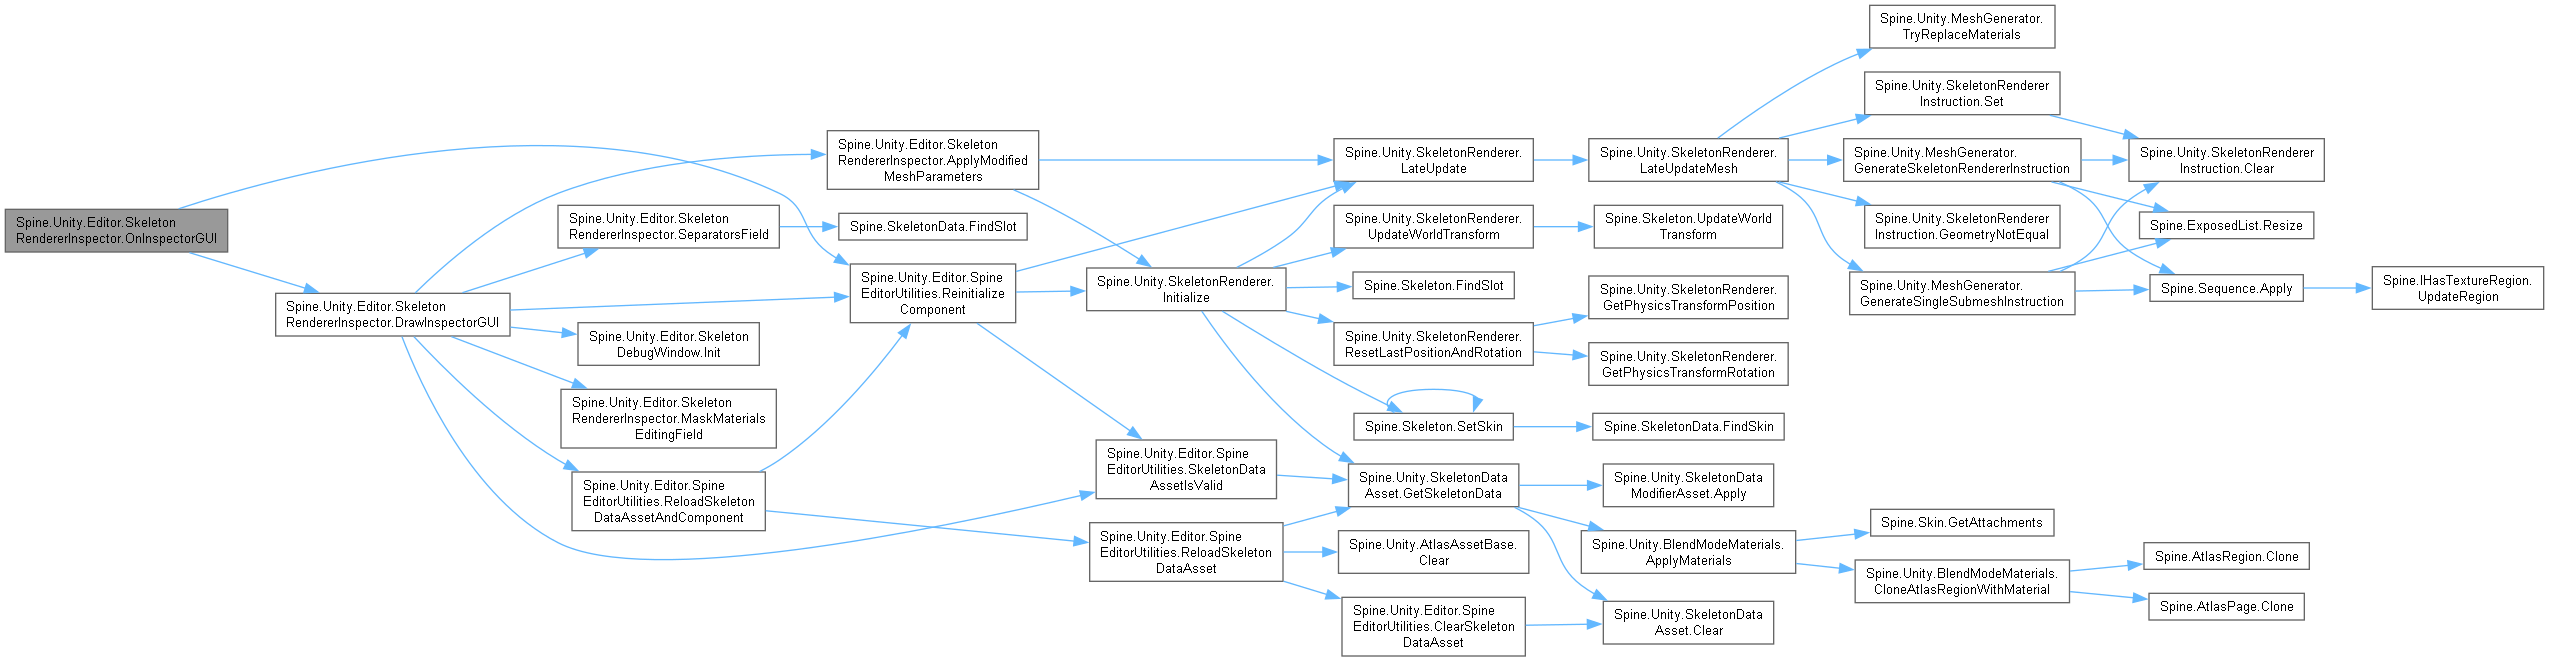 Spine.Unity.Editor.Skeleton
RendererInspector.OnInspectorGUI
Spine.Unity.Editor.Skeleton
RendererInspector.DrawInspectorGUI
Spine.Unity.Editor.Skeleton
RendererInspector.SeparatorsField
Spine.Unity.Editor.Skeleton
DebugWindow.Init
Spine.Unity.Editor.Skeleton
RendererInspector.MaskMaterials
EditingField
Spine.Unity.Editor.Spine
EditorUtilities.ReloadSkeleton
DataAssetAndComponent
Spine.Unity.Editor.Skeleton
RendererInspector.ApplyModified
MeshParameters
Spine.SkeletonData.FindSlot
Spine.Unity.Editor.Spine
EditorUtilities.Reinitialize
Component
Spine.Unity.SkeletonRenderer.
Initialize
Spine.Unity.Editor.Spine
EditorUtilities.SkeletonData
AssetIsValid
Spine.Unity.Editor.Spine
EditorUtilities.ReloadSkeleton
DataAsset
Spine.Unity.SkeletonRenderer.
LateUpdate
Spine.Unity.SkeletonRenderer.
UpdateWorldTransform
Spine.Skeleton.FindSlot
Spine.Unity.SkeletonRenderer.
ResetLastPositionAndRotation
Spine.Skeleton.SetSkin
Spine.Unity.SkeletonData
Asset.GetSkeletonData
Spine.Unity.AtlasAssetBase.
Clear
Spine.Unity.Editor.Spine
EditorUtilities.ClearSkeleton
DataAsset
Spine.Unity.SkeletonRenderer.
LateUpdateMesh
Spine.Skeleton.UpdateWorld
Transform
Spine.Unity.SkeletonRenderer.
GetPhysicsTransformPosition
Spine.Unity.SkeletonRenderer.
GetPhysicsTransformRotation
Spine.SkeletonData.FindSkin
Spine.Unity.SkeletonData
ModifierAsset.Apply
Spine.Unity.BlendModeMaterials.
ApplyMaterials
Spine.Unity.SkeletonData
Asset.Clear
Spine.Unity.MeshGenerator.
TryReplaceMaterials
Spine.Unity.SkeletonRenderer
Instruction.Set
Spine.Unity.MeshGenerator.
GenerateSkeletonRendererInstruction
Spine.Unity.SkeletonRenderer
Instruction.GeometryNotEqual
Spine.Unity.MeshGenerator.
GenerateSingleSubmeshInstruction
Spine.Skin.GetAttachments
Spine.Unity.BlendModeMaterials.
CloneAtlasRegionWithMaterial
Spine.Unity.SkeletonRenderer
Instruction.Clear
Spine.ExposedList.Resize
Spine.Sequence.Apply
Spine.AtlasRegion.Clone
Spine.AtlasPage.Clone
Spine.IHasTextureRegion.
UpdateRegion